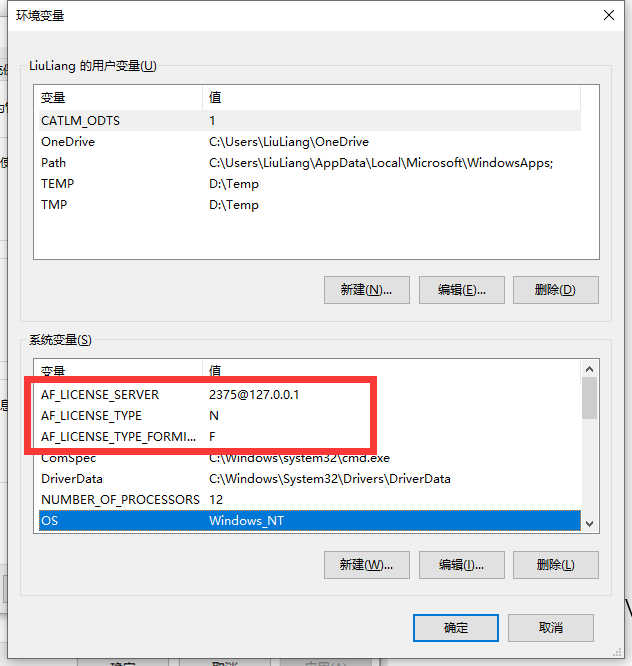 环境变量
LiuLiang 的用户变量(U)
变量 值
CATLM_ODTS 1
OneDrive C:\Users\LiuLiang\OneDrive
Path C:\Users\LiuLiang\AppData\Local\Microsoft\WindowsApps;
TEMP D:\Temp
TMP D:\Temp
新建(N)... 编辑(E)... 删除(D)
系统变量(S)
变量 值
AF_LICENSE_SERVER 2375@127.0.0.1
AF_LICENSE_TYPE N
AF_LICENSE_TYPE_FORMI... F
ComSpec C:\Windows\system32\cmd.exe
DriverData C:\Windows\System32\Drivers\DriverData
NUMBER_OF_PROCESSORS 12
OS Windows_NT
新建(W)... 编辑(I)... 删除(L)
确定 取消